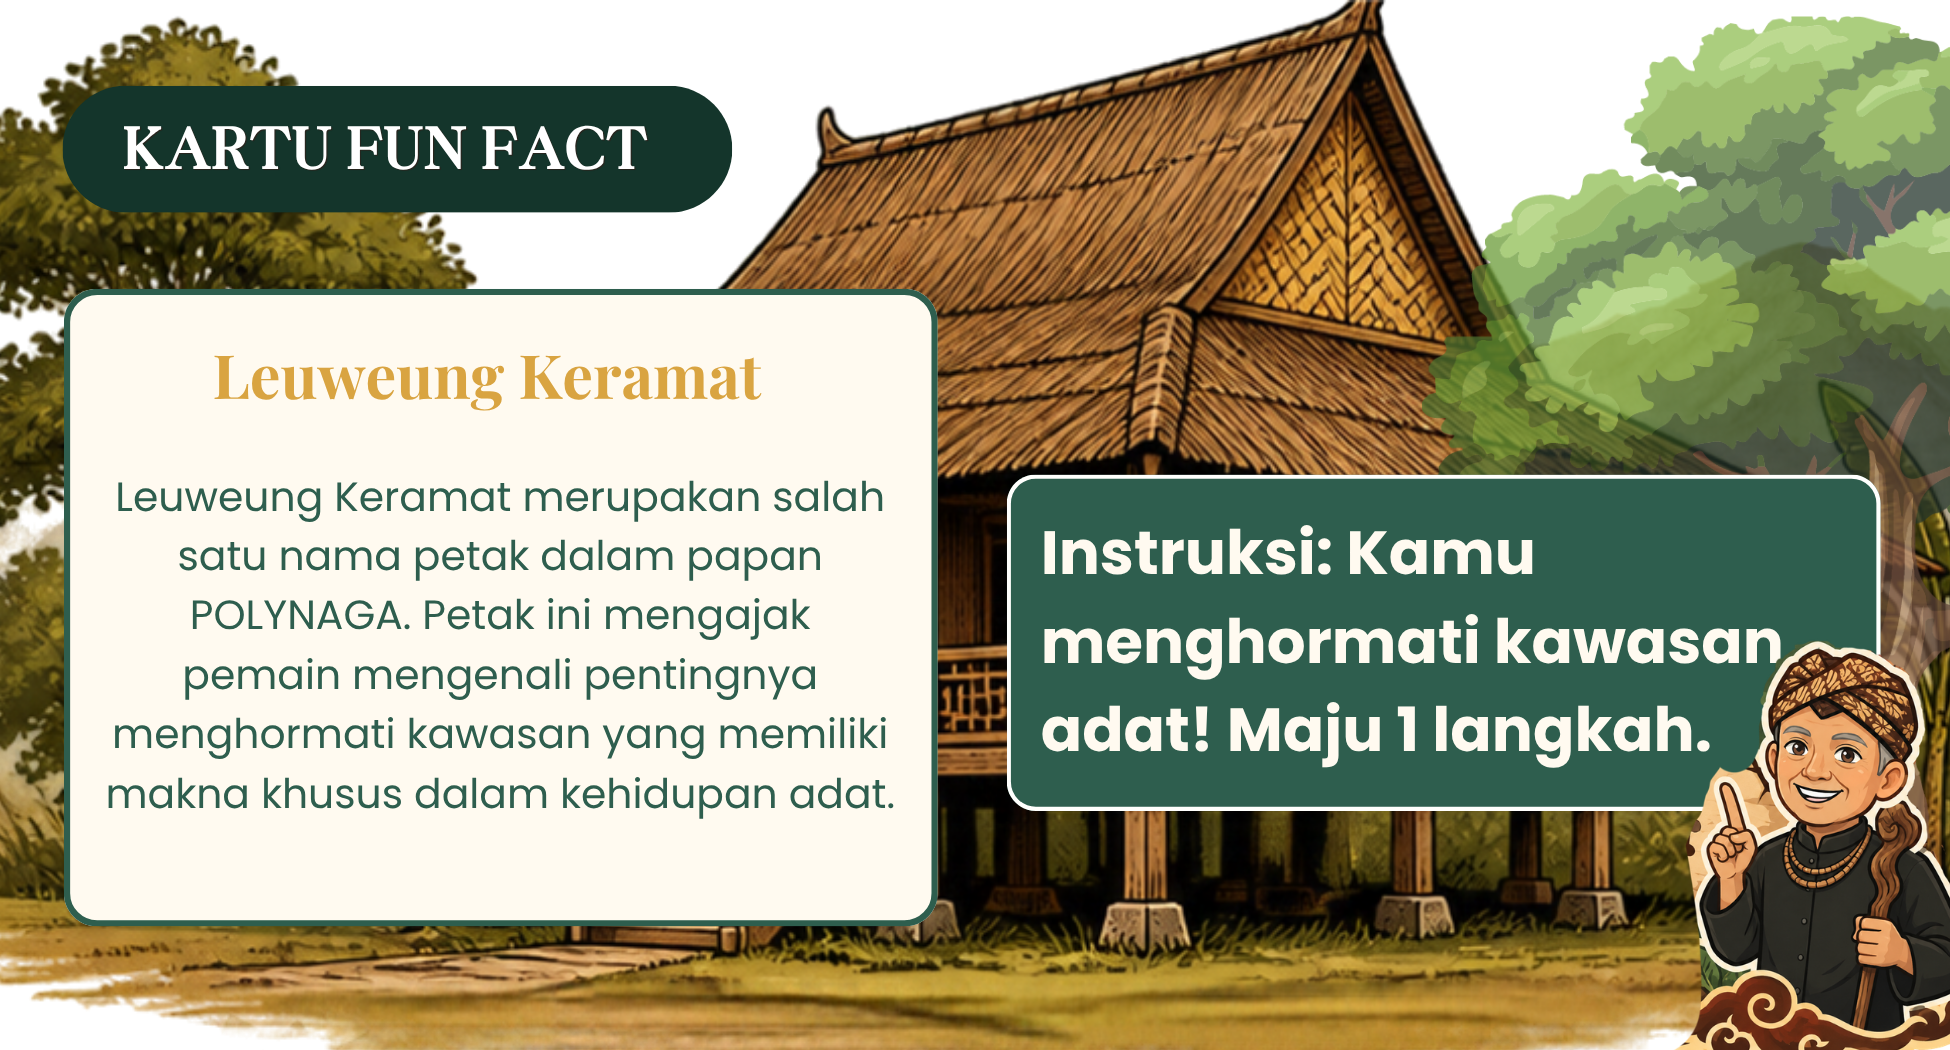 KARTU FUN FACT
Leuweung Keramat
Leuweung Keramat merupakan salah
satu nama petak dalam papan
POLYNAGA. Petak ini mengajak
pemain mengenali pentingnya
menghormati kawasan yang memiliki
makna khusus dalam kehidupan adat.
Instruksi: Kamu
menghormati kawasan
adat! Maju 1 langkah.